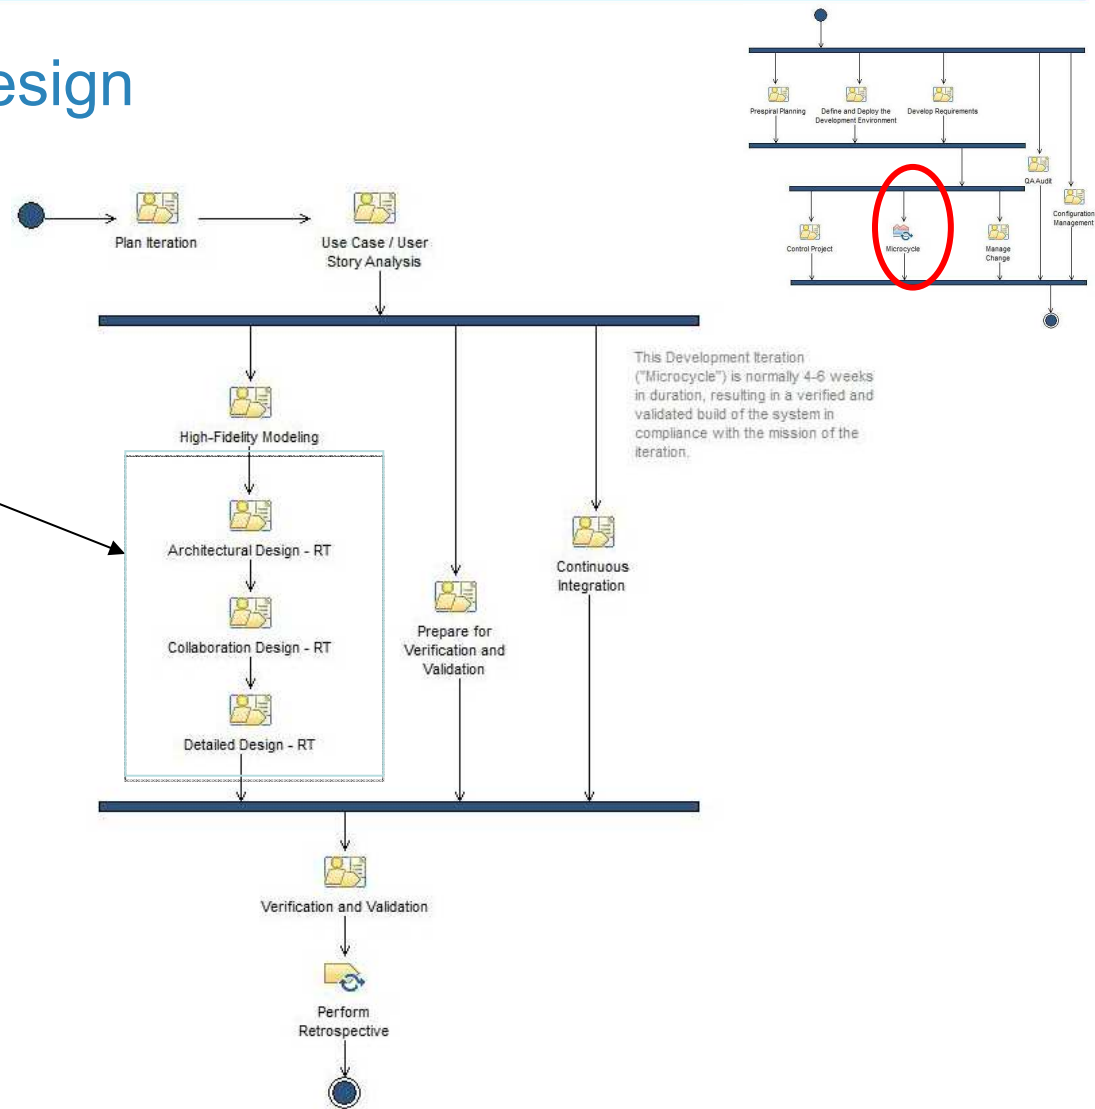 esign
Prespiral Planning
Define and Deploy the
Development Environment
Develop Requirements
QA Audit
Configuration
Management
Control Project
Microcycle
Manage
Change
Plan Iteration
Use Case / User
Story Analysis
This Development Iteration
("Microcycle") is normally 4-6 weeks
in duration, resulting in a verified and
validated build of the system in
compliance with the mission of the
iteration.
High-Fidelity Modeling
Architectural Design - RT
Collaboration Design - RT
Detailed Design - RT
Prepare for
Verification and
Validation
Continuous
Integration
Verification and Validation
Perform
Retrospective